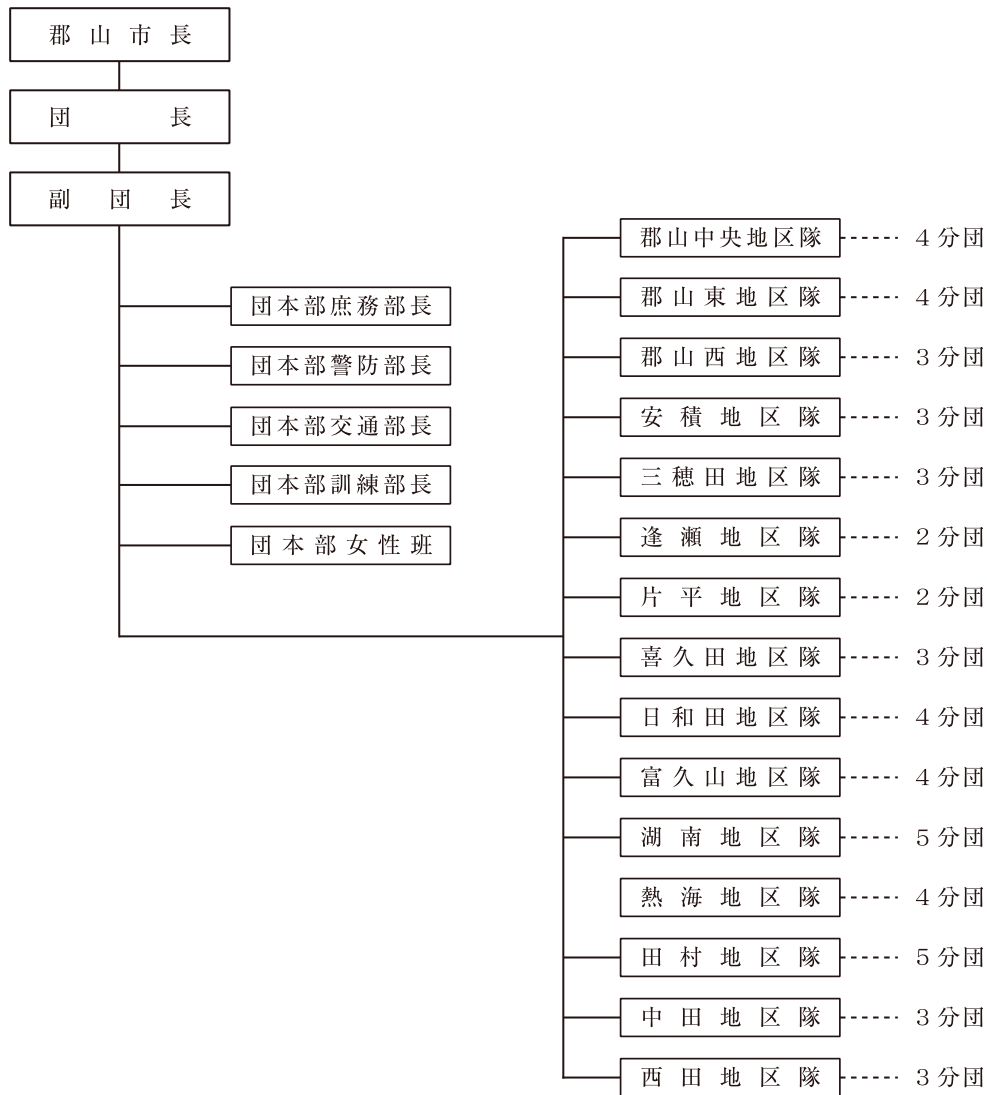 郡山市長
団長
副団長
団本部庶務部長
団本部警防部長
団本部交通部長
団本部訓練部長
団本部女性班
郡山中央地区隊 4分団
郡山東地区隊 4分団
郡山西地区隊 3分団
安積地区隊 3分団
三穂田地区隊 3分団
逢瀬地区隊 2分団
片平地区隊 2分団
喜久田地区隊 3分団
日和田地区隊 4分団
富久山地区隊 4分団
湖南地区隊 5分団
熱海地区隊 4分団
田村地区隊 5分団
中田地区隊 3分団
西田地区隊 3分団